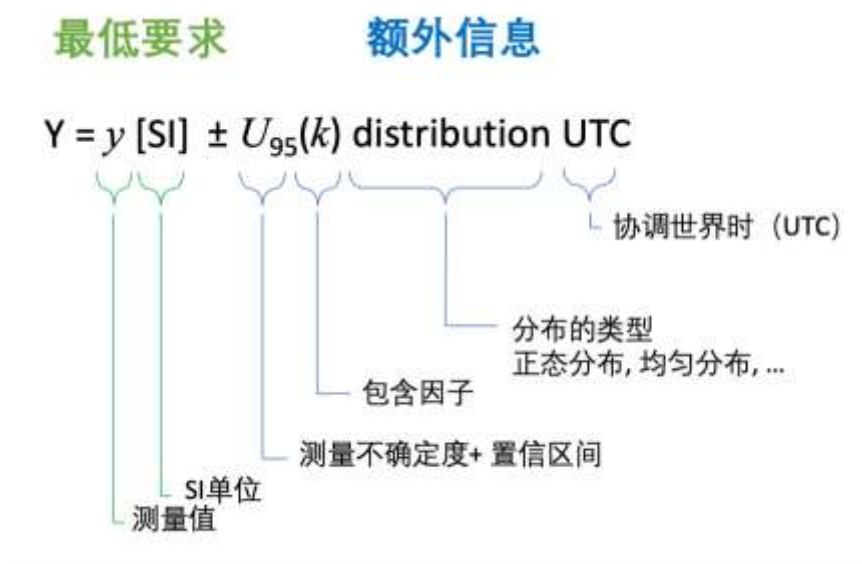 最低要求 额外信息
Y = y [SI] ± U95(k) distribution UTC
协调世界时（UTC）
分布的类型
正态分布, 均匀分布, ...
包含因子
测量不确定度+ 置信区间
SI单位
测量值